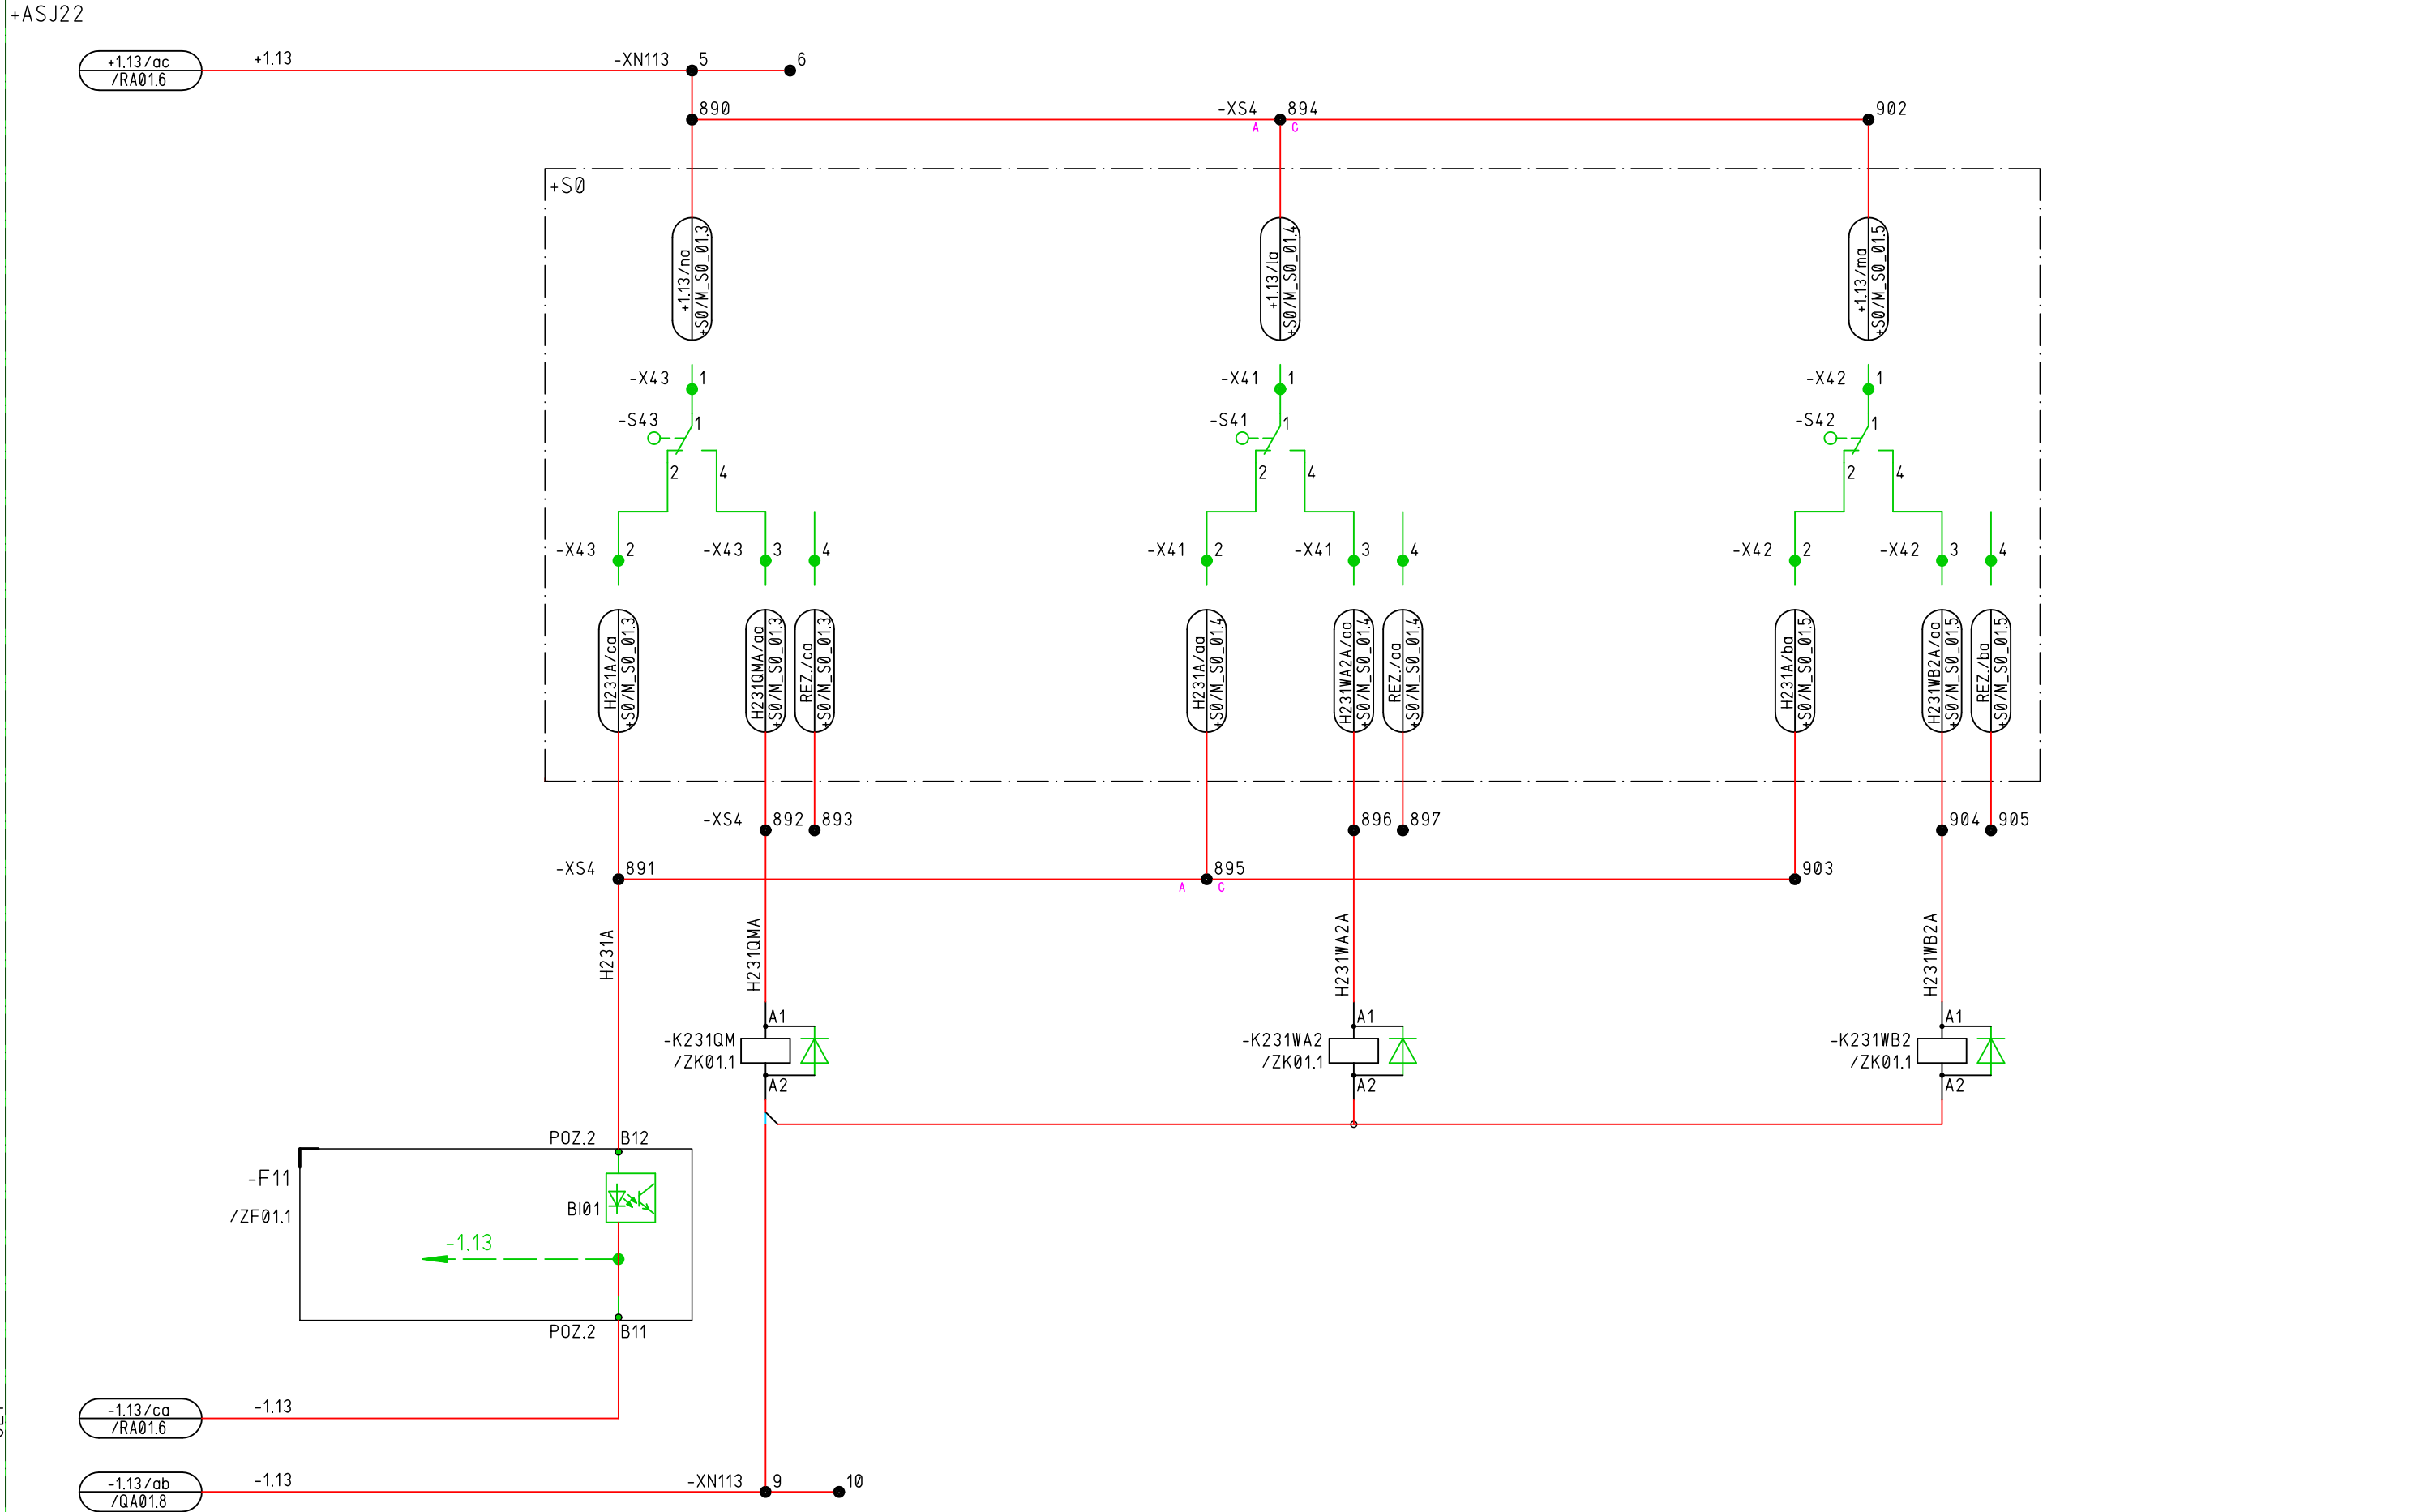 +ASJ22
+1.13/ac
/RA01.6
+1.13
-XN113
5
6
890
-XS4
894
902
A
C
+S0
+1.13/na
+S0/M_S0_01.3
+1.13/la
+S0/M_S0_01.4
+1.13/ma
+S0/M_S0_01.5
-X43
1
-X41
1
-X42
1
-S43
1
-S41
1
-S42
1
2
4
2
4
2
4
-X43
2
-X43
3
4
-X41
2
-X41
3
4
-X42
2
-X42
3
4
H231A/ca
+S0/M_S0_01.3
H231QMA/aa
+S0/M_S0_01.3
REZ./ca
+S0/M_S0_01.3
H231A/aa
+S0/M_S0_01.4
H231WA2A/aa
+S0/M_S0_01.4
REZ./aa
+S0/M_S0_01.4
H231A/ba
+S0/M_S0_01.5
H231WB2A/aa
+S0/M_S0_01.5
REZ./ba
+S0/M_S0_01.5
-XS4
892
893
896
897
904
905
-XS4
891
895
903
A
C
H231A
H231QMA
H231WA2A
H231WB2A
A1
A1
A1
-K231QM
/ZK01.1
-K231WA2
/ZK01.1
-K231WB2
/ZK01.1
A2
A2
A2
POZ.2
B12
-F11
/ZF01.1
BI01
-1.13
POZ.2
B11
-1.13/ca
/RA01.6
-1.13
-1.13/ab
/QA01.8
-1.13
-XN113
9
10